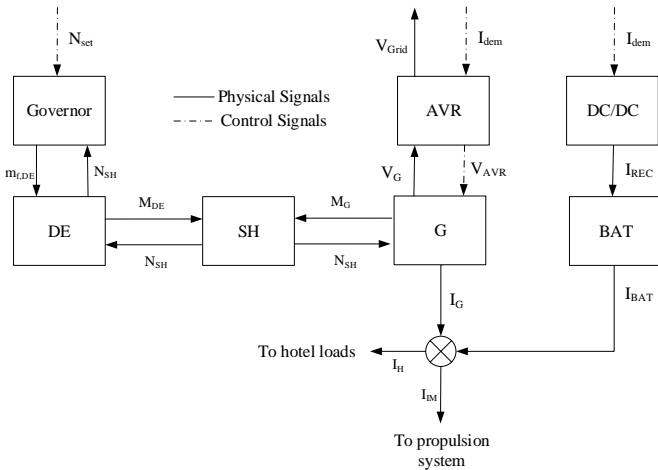 N_set
V_Grid
I_dem
I_dem
Governor
Physical Signals
Control Signals
AVR
DC/DC
m_f,DE
N_SH
V_G
V_AVR
I_REC
M_DE
M_G
DE
SH
G
BAT
N_SH
N_SH
I_G
I_BAT
To hotel loads
I_H
I_IM
To propulsion
system